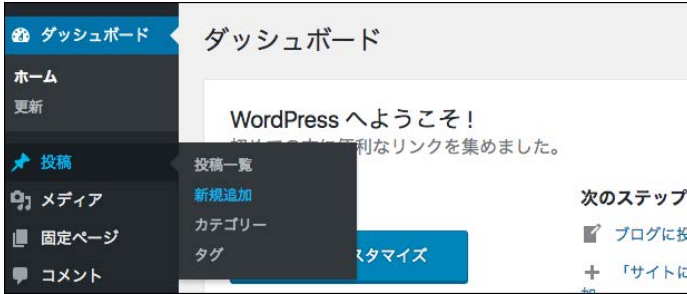 ダッシュボード
ホーム
更新
投稿
メディア
固定ページ
コメント
投稿一覧
新規追加
カテゴリー
タグ
ダッシュボード
WordPress へようこそ !
利なリンクを集めました。
スタマイズ
次のステップ
ブログに投
「サイトに